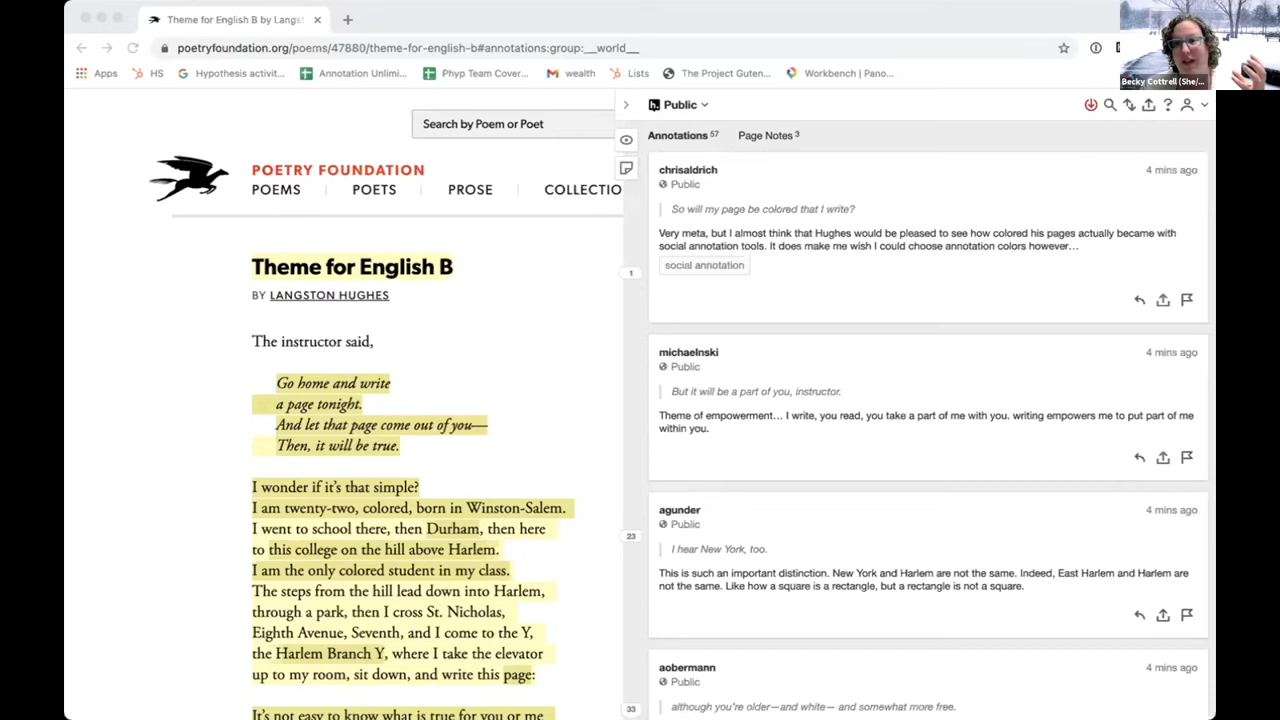 Theme for English B by Langst
poetryfoundation.org/poems/47880/theme-for-english-b#annotations:group:__world__
Apps HS Hypothesis activit... Annotation Unlimi... Phyp Team Cover... wealth Lists The Project Guten... Workbench | Pano...
Becky Cottrell (She/...
Search by Poem or Poet
POETRY FOUNDATION
POEMS POETS PROSE COLLECTIO
Theme for English B
BY LANGSTON HUGHES
The instructor said,
Go home and write
a page tonight.
And let that page come out of you—
Then, it will be true.
I wonder if it's that simple?
I am twenty-two, colored, born in Winston-Salem.
I went to school there, then Durham, then here
to this college on the hill above Harlem.
I am the only colored student in my class.
The steps from the hill lead down into Harlem,
through a park, then I cross St. Nicholas,
Eighth Avenue, Seventh, and I come to the Y,
the Harlem Branch Y, where I take the elevator
up to my room, sit down, and write this page:
It's not easy to know what is true for you or me
1
23
33
h. Public
Annotations 57 Page Notes 3
chrisaldrich 4 mins ago
Public
So will my page be colored that I write?
Very meta, but I almost think that Hughes would be pleased to see how colored his pages actually became with
social annotation tools. It does make me wish I could choose annotation colors however…
social annotation
michaelnski 4 mins ago
Public
But it will be a part of you, instructor.
Theme of empowerment... I write, you read, you take a part of me with you. writing empowers me to put part of me
within you.
agunder 4 mins ago
Public
I hear New York, too.
This is such an important distinction. New York and Harlem are not the same. Indeed, East Harlem and Harlem are
not the same. Like how a square is a rectangle, but a rectangle is not a square.
aobermann 4 mins ago
Public
although you're older—and white— and somewhat more free.